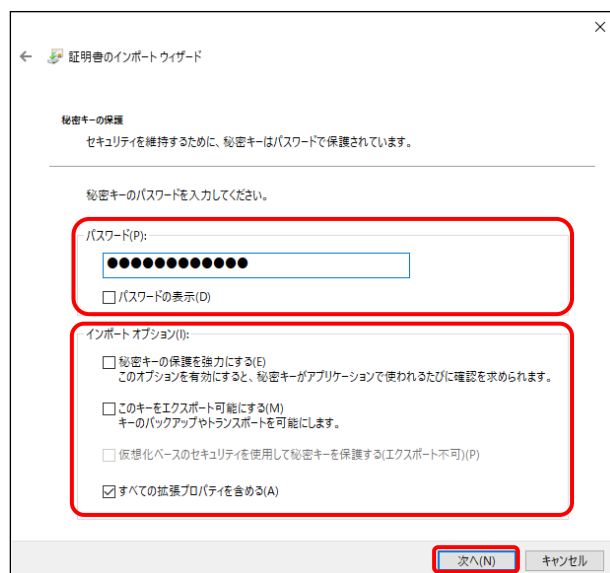 証明書のインポート ウィザード
秘密キーの保護
セキュリティを維持するために、秘密キーはパスワードで保護されています。
秘密キーのパスワードを入力してください。
パスワード(P):
●●●●●●●●●●●●
パスワードの表示(D)
インポート オプション(I):
秘密キーの保護を強力にする(E)
このオプションを有効にすると、秘密キーがアプリケーションで使われるたびに確認を求められます。
このキーをエクスポート可能にする(M)
キーのバックアップやトランスポートを可能にします。
仮想化ベースのセキュリティを使用して秘密キーを保護する(エクスポート不可)(P)
すべての拡張プロパティを含める(A)
次へ(N) キャンセル